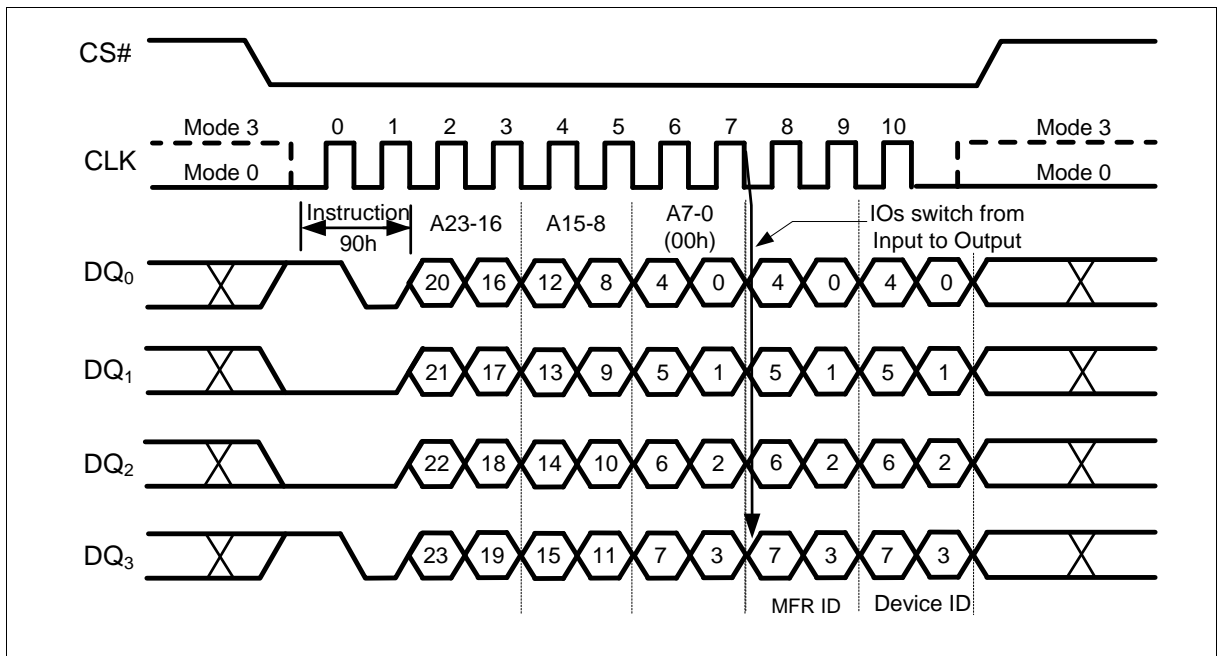 CS#
Mode 3 0 1 2 3 4 5 6 7 8 9 10 Mode 3
CLK
Mode 0 Mode 0
Instruction
90h
A23-16
A15-8
A7-0
(00h)
IOs switch from
Input to Output
DQ0 20 16 12 8 4 0 4 0 4 0
DQ1 21 17 13 9 5 1 5 1 5 1
DQ2 22 18 14 10 6 2 6 2 6 2
DQ3 23 19 15 11 7 3 7 3 7 3
MFR ID Device ID